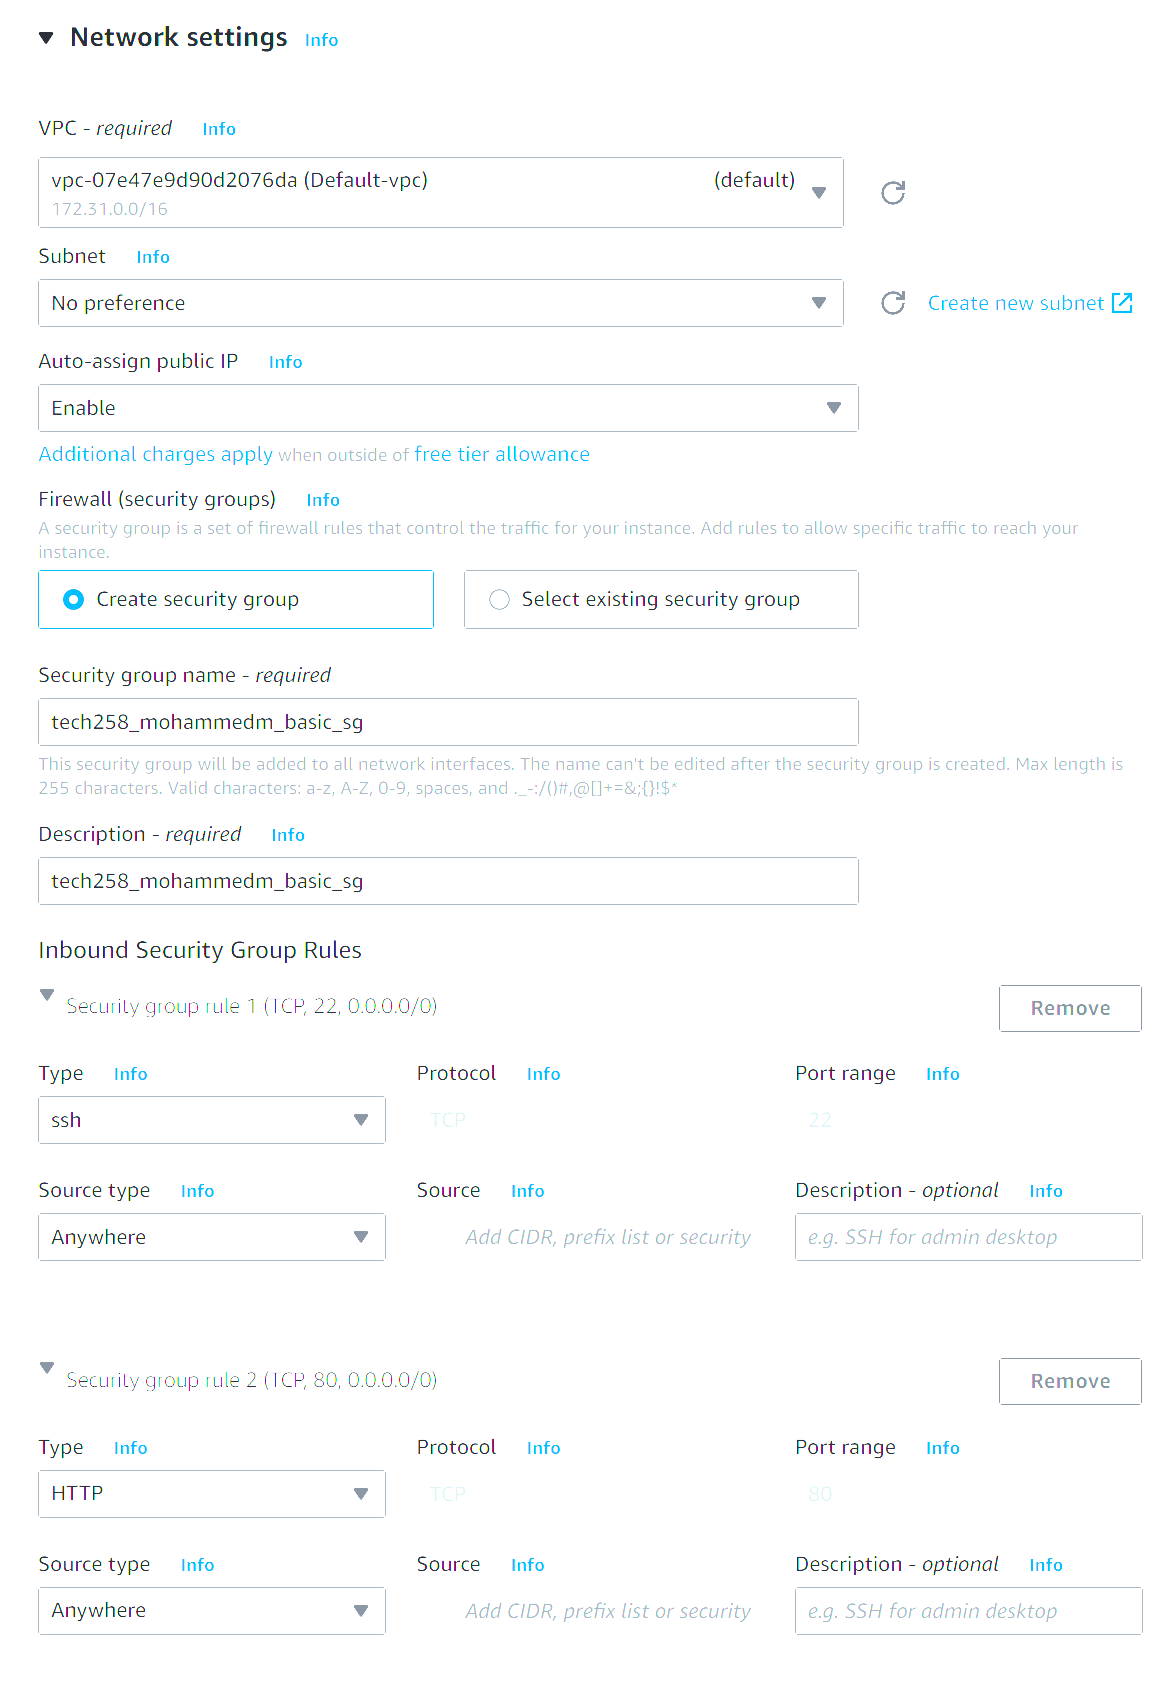 Network settings Info
VPC - required Info
vpc-07e47e9d90d2076da (Default-vpc) (default)
172.31.0.0/16
Subnet Info
No preference Create new subnet
Auto-assign public IP Info
Enable
Additional charges apply when outside of free tier allowance
Firewall (security groups) Info
A security group is a set of firewall rules that control the traffic for your instance. Add rules to allow specific traffic to reach your
instance.
Create security group Select existing security group
Security group name - required
tech258_mohammedm_basic_sg
This security group will be added to all network interfaces. The name can't be edited after the security group is created. Max length is
255 characters. Valid characters: a-z, A-Z, 0-9, spaces, and ._-:/()#,@[]+=&;{}!$*
Description - required Info
tech258_mohammedm_basic_sg
Inbound Security Group Rules
Security group rule 1 (TCP, 22, 0.0.0.0/0) Remove
Type Info Protocol Info Port range Info
ssh TCP 22
Source type Info Source Info Description - optional Info
Anywhere Add CIDR, prefix list or security e.g. SSH for admin desktop
Security group rule 2 (TCP, 80, 0.0.0.0/0) Remove
Type Info Protocol Info Port range Info
HTTP TCP 80
Source type Info Source Info Description - optional Info
Anywhere Add CIDR, prefix list or security e.g. SSH for admin desktop